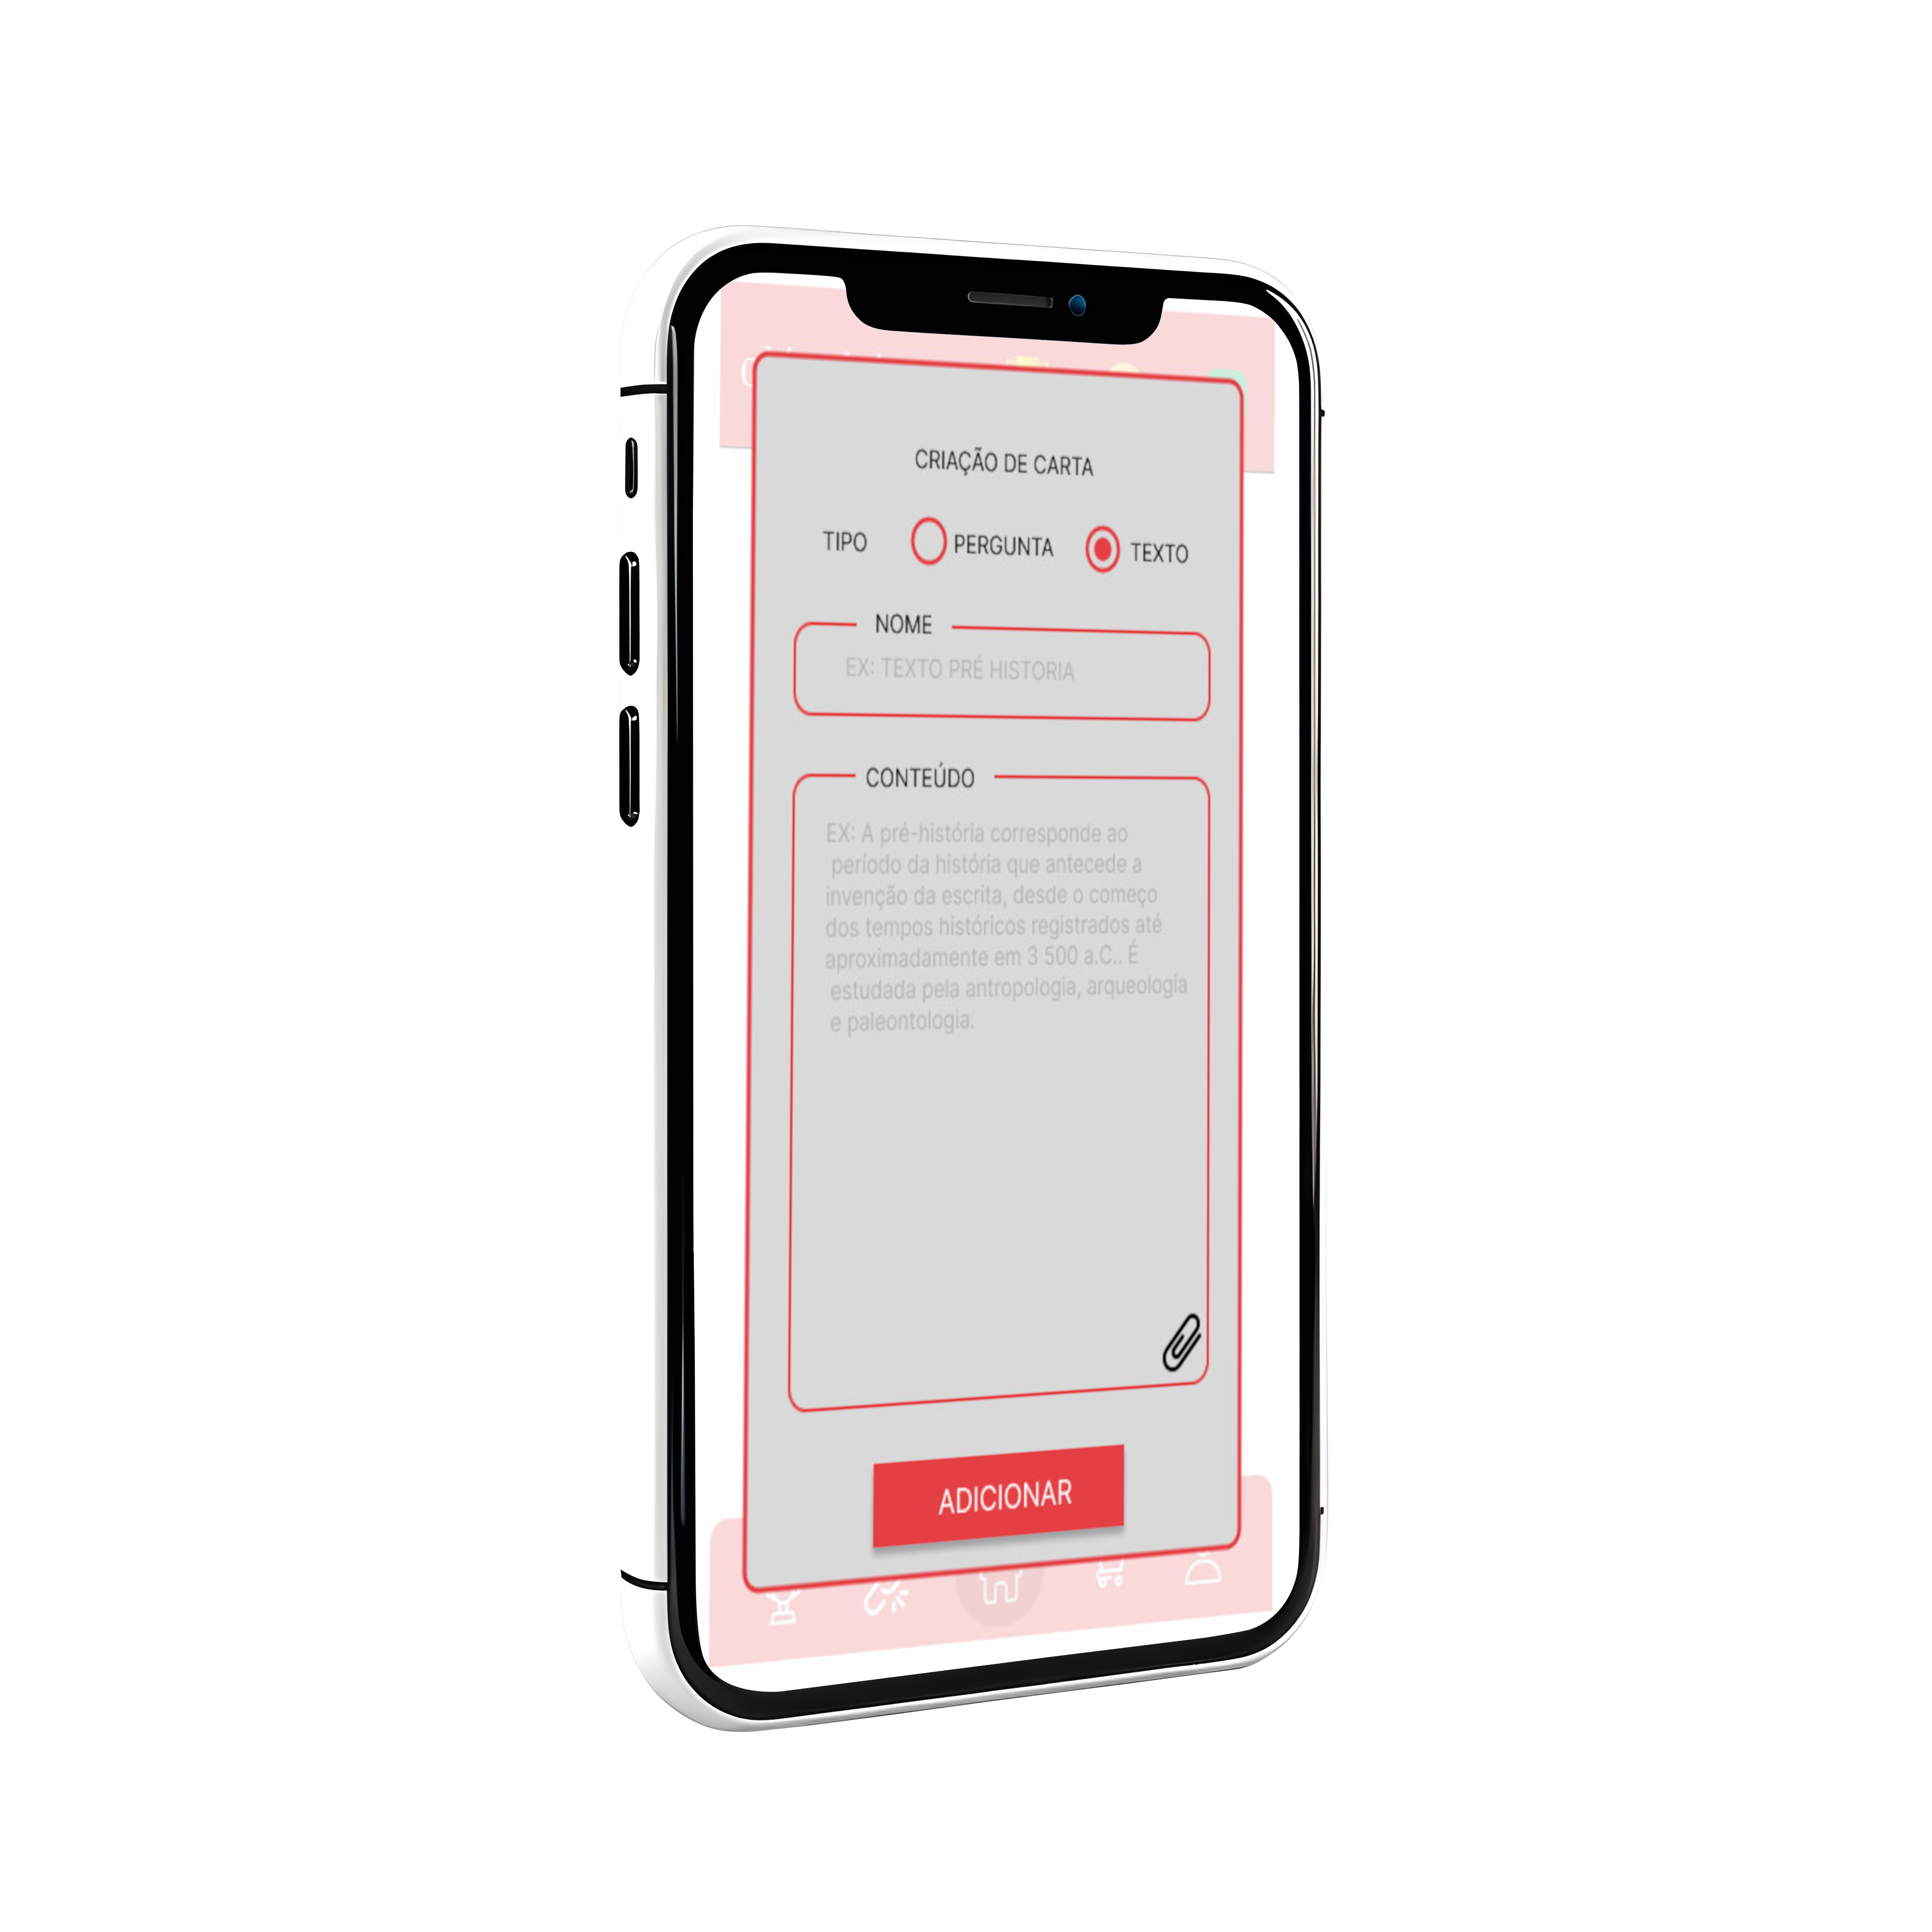 CRIAÇÃO DE CARTA
TIPO PERGUNTA TEXTO
NOME
EX: TEXTO PRÉ HISTORIA
CONTEÚDO
EX: A pré-história corresponde ao
período da história que antecede a
invenção da escrita, desde o começo
dos tempos históricos registrados até
aproximadamente em 3 500 a.C.. É
estudada pela antropologia, arqueologia
e paleontologia.
ADICIONAR